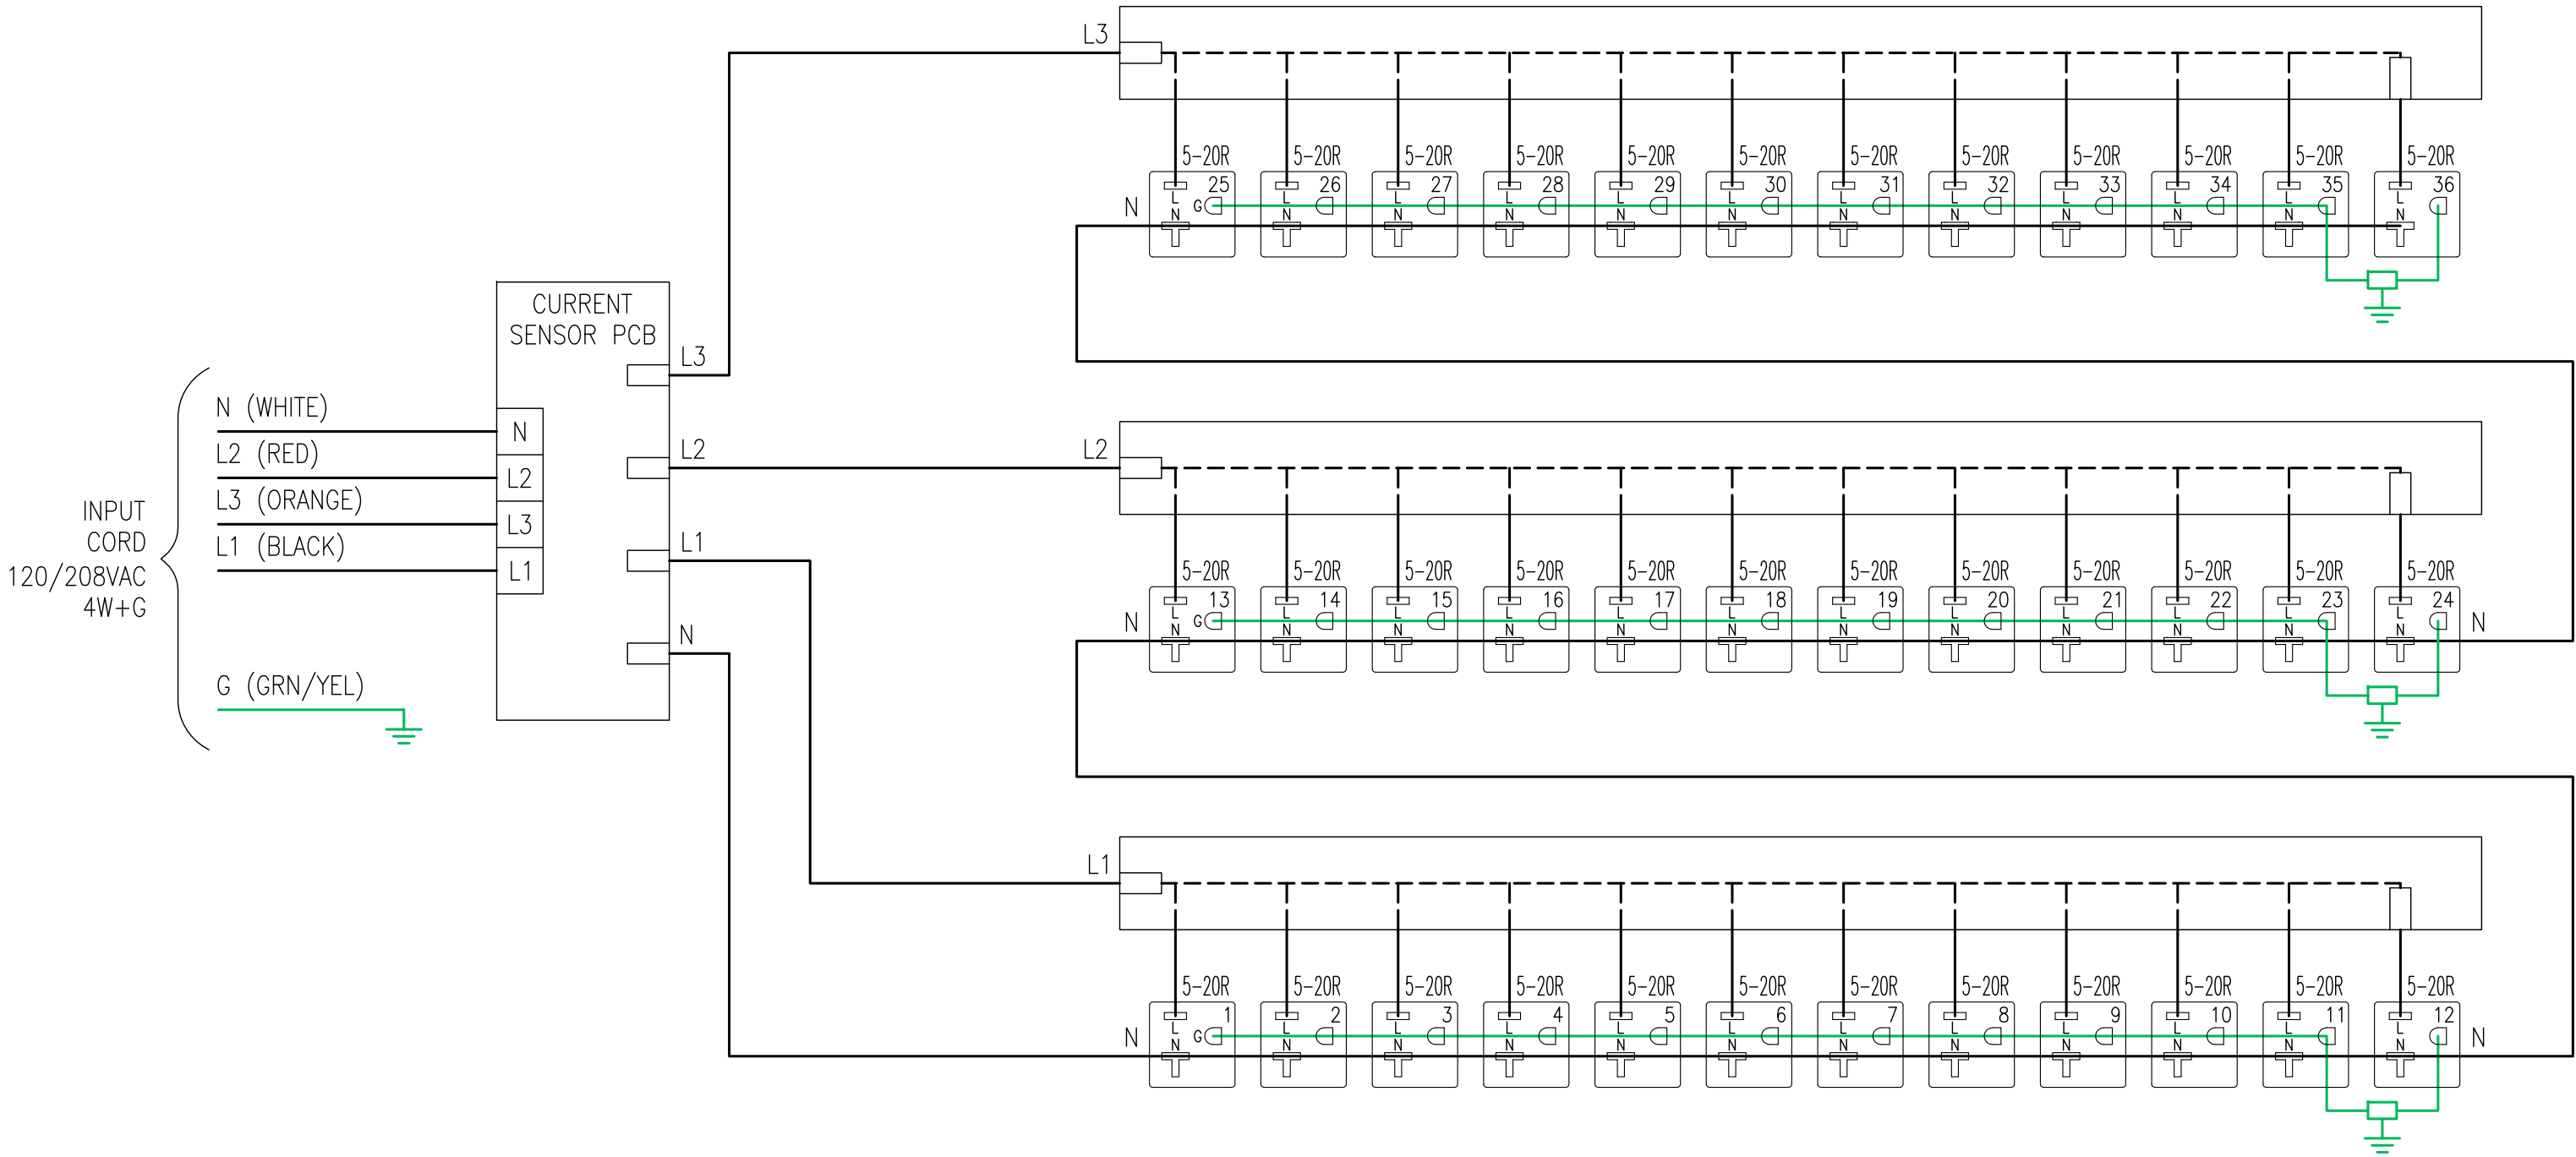 L3
5-20R 5-20R 5-20R 5-20R 5-20R 5-20R 5-20R 5-20R 5-20R 5-20R 5-20R 5-20R
25 26 27 28 29 30 31 32 33 34 35 36
L L L L L L L L L L L L
N N G N N N N N N N N N N N
CURRENT
SENSOR PCB
L3
L2
L1
N
INPUT
CORD
120/208VAC
4W+G
N (WHITE)
L2 (RED)
L3 (ORANGE)
L1 (BLACK)
G (GRN/YEL)
N
L2
L3
L1
L2
5-20R 5-20R 5-20R 5-20R 5-20R 5-20R 5-20R 5-20R 5-20R 5-20R 5-20R 5-20R
13 14 15 16 17 18 19 20 21 22 23 24
L L L L L L L L L L L L
N N G N N N N N N N N N N N N
L1
5-20R 5-20R 5-20R 5-20R 5-20R 5-20R 5-20R 5-20R 5-20R 5-20R 5-20R 5-20R
1 2 3 4 5 6 7 8 9 10 11 12
L L L L L L L L L L L L
N N G N N N N N N N N N N N N